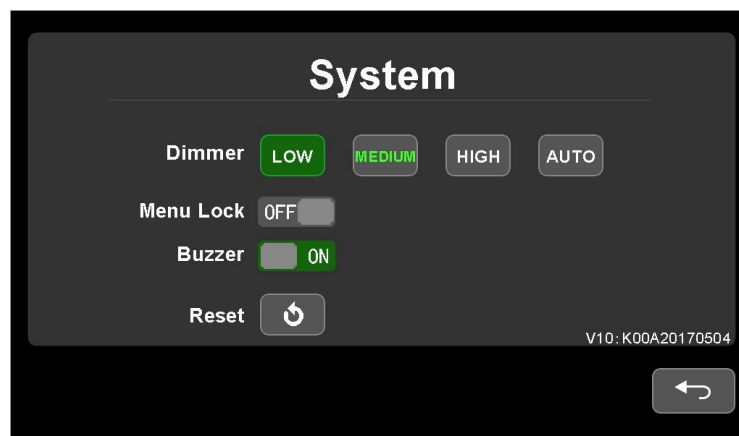 System
Dimmer LOW MEDIUM HIGH AUTO
Menu Lock OFF
Buzzer ON
Reset
V10:K00A20170504